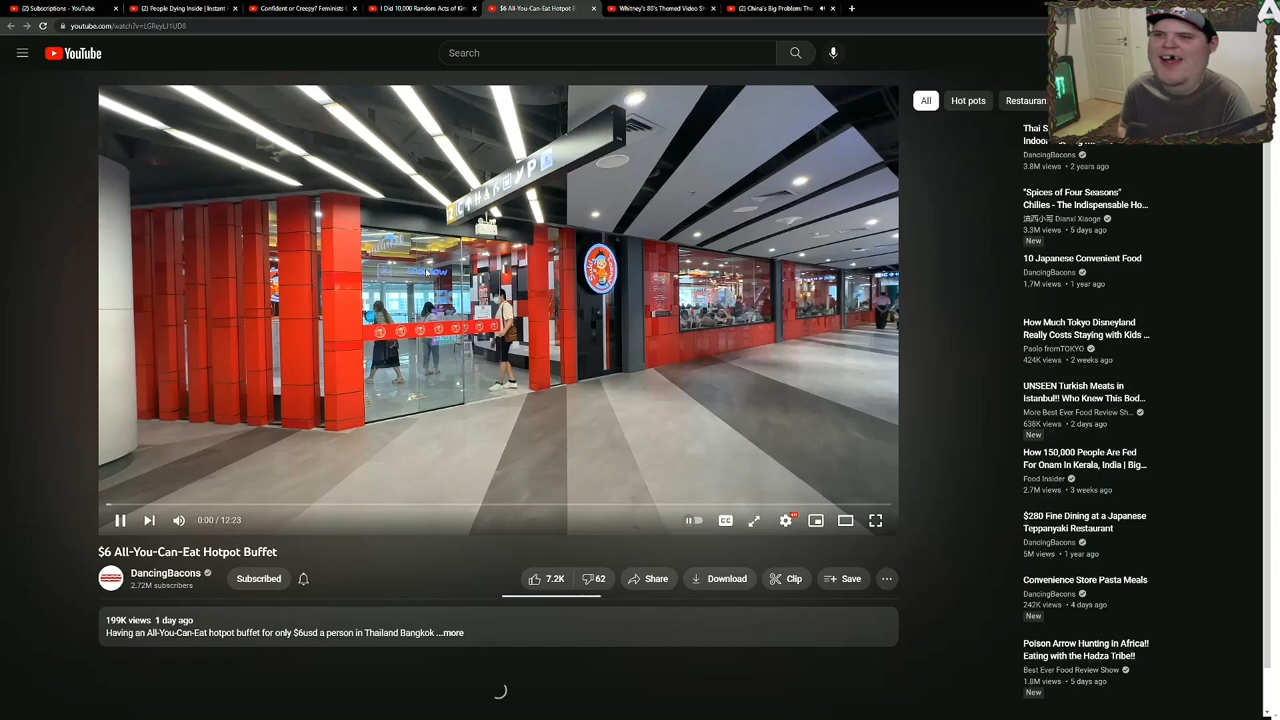 (2) Subscriptions - YouTube
(2) People Dying Inside | Instant
Confident or Creepy? Feminists
I Did 10,000 Random Acts of Kin
$6 All-You-Can-Eat Hotpot B
Whitney's 80's Themed Video S
(2) China's Big Problem: The
youtube.com/watch?v=LGReyLJ1UD8
YouTube
Search
All
Hot pots
Restauran
P
0:00 / 12:23
CC
$6 All-You-Can-Eat Hotpot Buffet
DancingBacons
2.72M subscribers
Subscribed
7.2K
62
Share
Download
Clip
Save
199K views 1 day ago
Having an All-You-Can-Eat hotpot buffet for only $6usd a person in Thailand Bangkok ...more
Thai S
DancingBacons
3.8M views • 2 years ago
"Spices of Four Seasons"
Chilies - The Indispensable Ho...
滇西小哥 Dianxi Xiaoge
3.3M views • 5 days ago
New
10 Japanese Convenient Food
DancingBacons
1.7M views • 1 year ago
How Much Tokyo Disneyland
Really Costs Staying with Kids ...
Paolo fromTOKYO
424K views • 2 weeks ago
UNSEEN Turkish Meats in
Istanbul!! Who Knew This Bod...
More Best Ever Food Review Sh...
638K views • 2 days ago
New
How 150,000 People Are Fed
For Onam In Kerala, India | Big...
Food Insider
2.7M views • 3 weeks ago
$280 Fine Dining at a Japanese
Teppanyaki Restaurant
DancingBacons
5M views • 1 year ago
Convenience Store Pasta Meals
DancingBacons
242K views • 4 days ago
New
Poison Arrow Hunting in Africa!!
Eating with the Hadza Tribe!!
Best Ever Food Review Show
1.8M views • 5 days ago
New